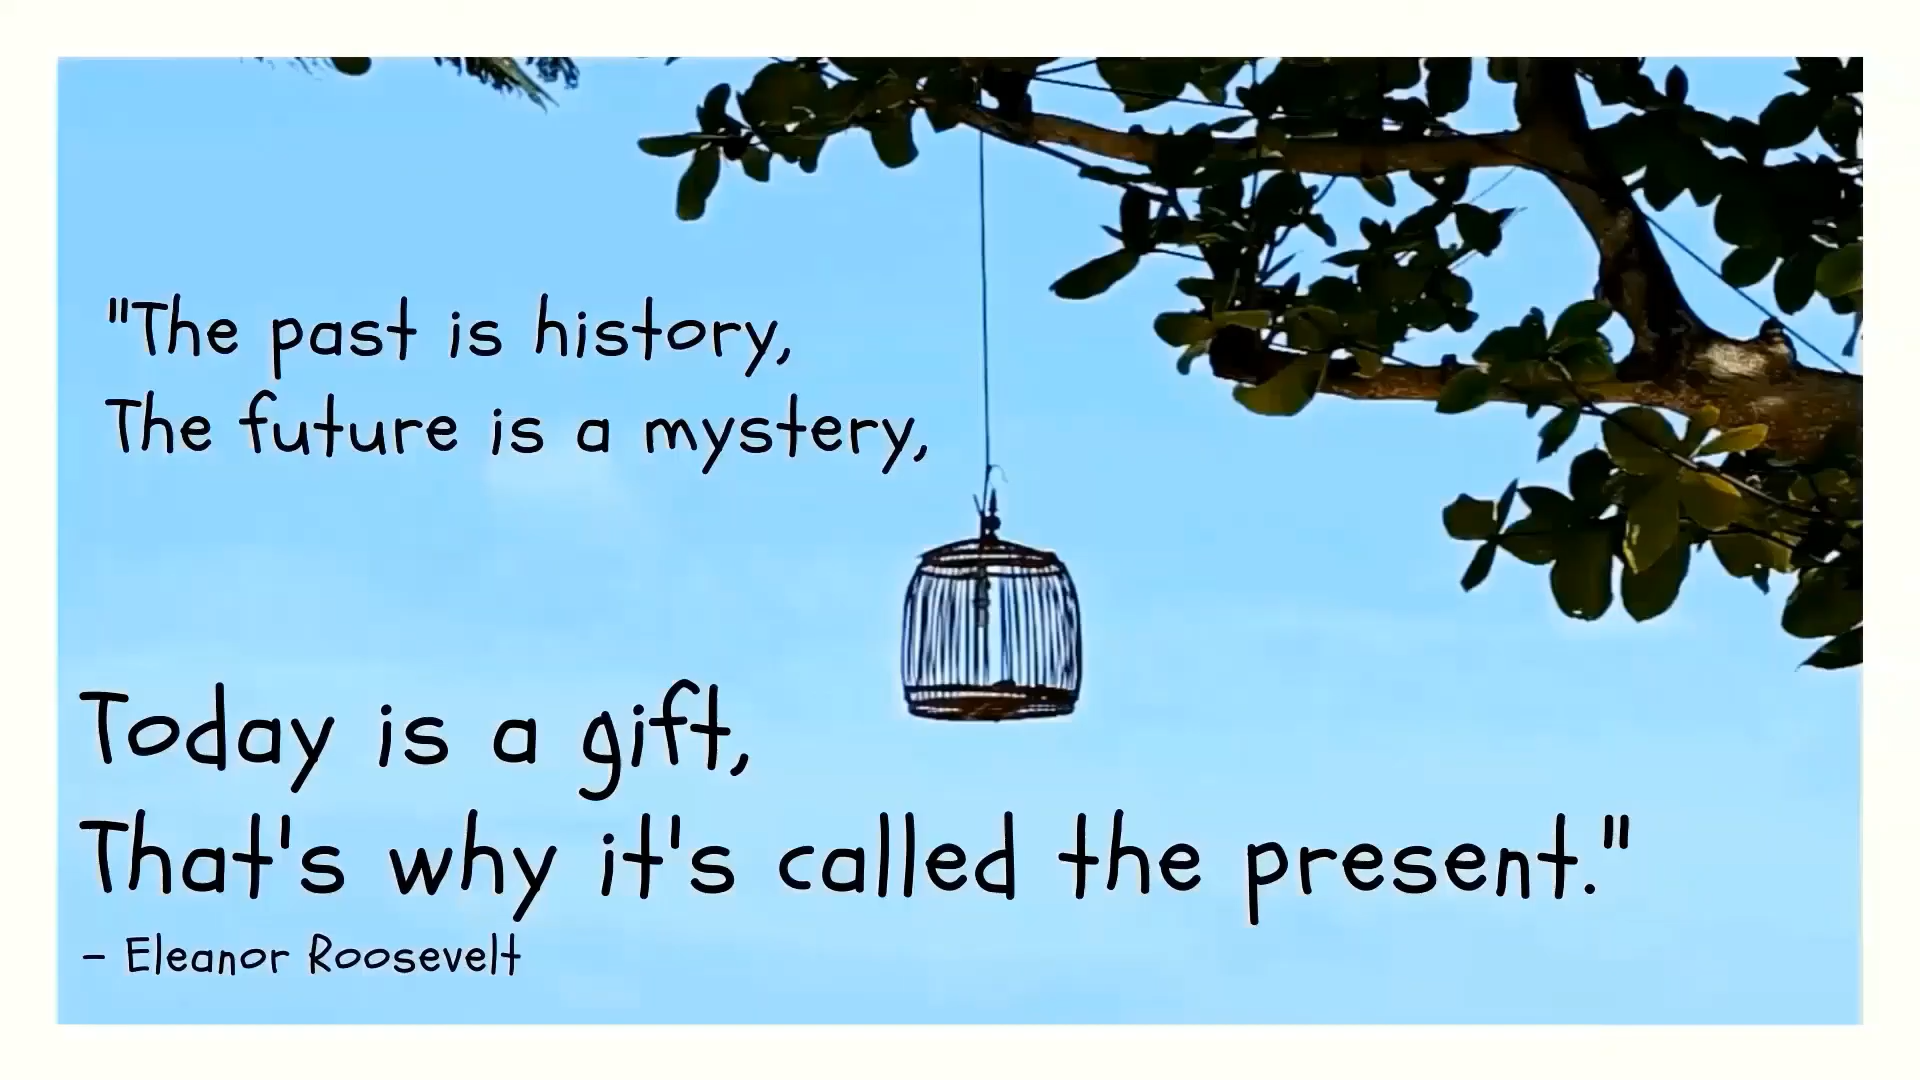 "The past is history,
The future is a mystery,
Today is a gift,
That's why it's called the present."
- Eleanor Roosevelt